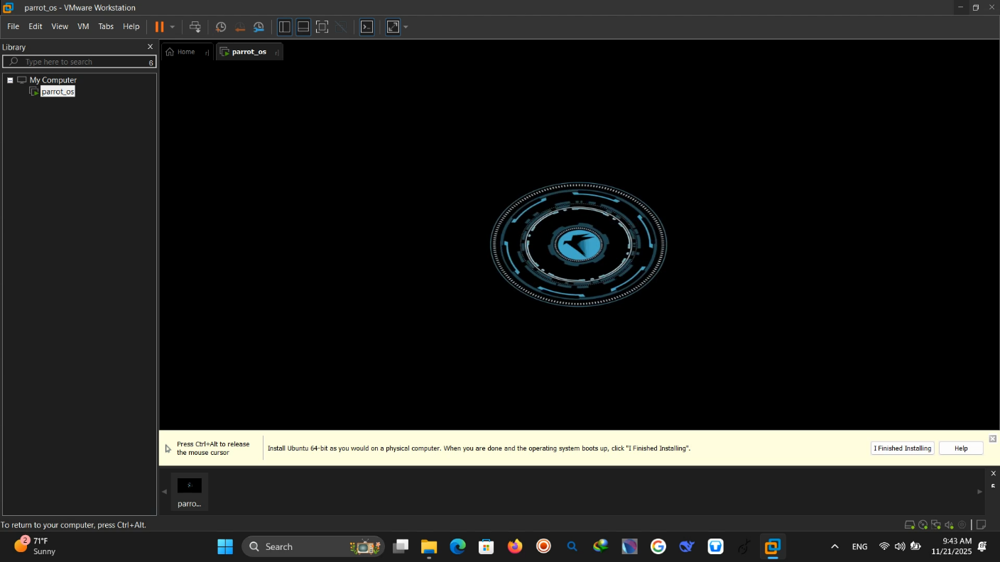 parrot_os - VMware Workstation
File Edit View VM Tabs Help
Library X
Home parrot_os
Type here to search
My Computer
parrot_os
Press Ctrl+Alt to release
the mouse cursor
Install Ubuntu 64-bit as you would on a physical computer. When you are done and the operating system boots up, click "I Finished Installing".
I Finished Installing
Help
parro...
To return to your computer, press Ctrl+Alt.
2
71°F
Sunny
Search
ENG
9:43 AM
11/21/2025